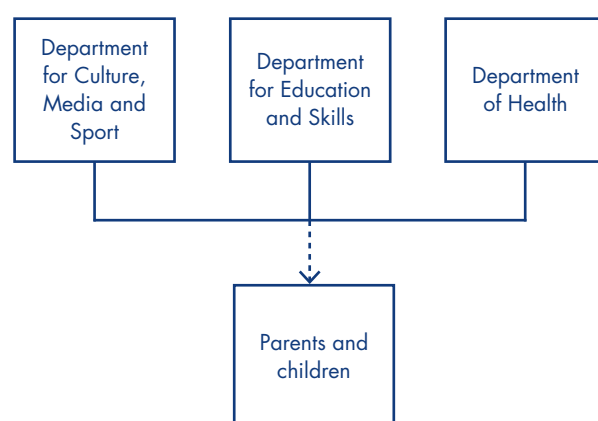 Department
for Culture,
Media and
Sport
Department
for Education
and Skills
Department
of Health
Parents and
children